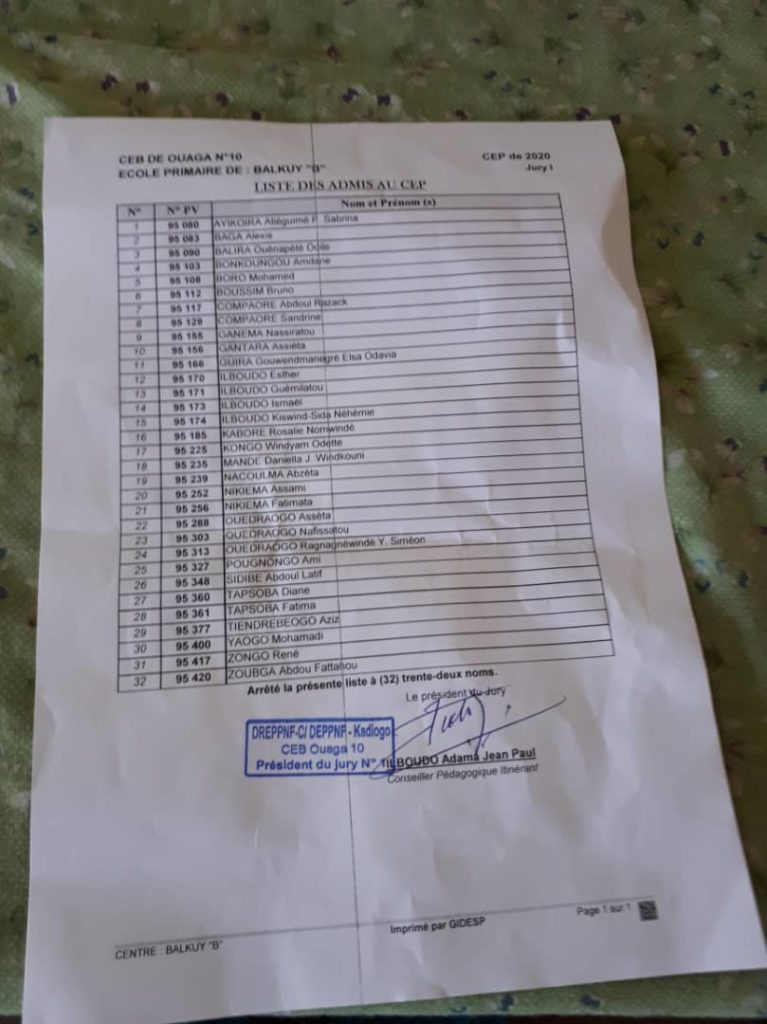 CEB DE OUAGA N°10
CEP de 2020
ECOLE PRIMAIRE DE : BALKUY "B"
Jury I
LISTE DES ADMIS AU CEP
N° N° PV Nom et Prénom (s)
1 95 080 AYIKOIRA P. Sabrina
2 95 083 BAGA Alexis
3 95 090 BALIRA Ouénapété Odile
4 95 103 BONKOUNGOU Amdane
5 95 108 BORO Mohamed
6 95 112 BOUSSIM Bruno
7 95 117 COMPAORE Abdoul Razack
8 95 129 COMPAORE Sandrine
9 95 155 GANEMA Nassiratou
10 95 156 GANTARA Assiéta
11 95 166 GUIRA Gouwendmanegré Elsa Odavia
12 95 170 ILBOUDO Esther
13 95 171 ILBOUDO Guémilatou
14 95 173 ILBOUDO Ismaël
15 95 174 ILBOUDO Kiswind-Sida Néhémie
16 95 185 KABORE Rosalie Nomwindé
17 95 225 KONGO Windyam Odette
18 95 235 MANDE Daniella J. Windkouni
19 95 239 NACOULMA Abzèta
20 95 252 NIKIEMA Assami
21 95 256 NIKIEMA Fatimata
22 95 288 OUEDRAOGO Assèta
23 95 303 OUEDRAOGO Nafissatou
24 95 313 OUEDRAOGO Ragnagnéwindé Y. Siméon
25 95 327 POUGNONGO Ami
26 95 348 SIDIBE Abdoul Latif
27 95 360 TAPSOBA Diane
28 95 361 TAPSOBA Fatima
29 95 377 TIENDREBEOGO Aziz
30 95 400 YAOGO Mohamadi
31 95 417 ZONGO René
32 95 420 ZOUBGA Abdou Fattahou
Arrêté la présente liste à (32) trente-deux noms.
Le président du Jury
DREPPNF-C/ DEPPNF - Kadiogo
CEB Ouaga 10
Président du jury N° 1
ILBOUDO Adama Jean Paul
Conseiller Pédagogique Itinérant
CENTRE : BALKUY "B"
Imprimé par GIDESP
Page 1 sur 1